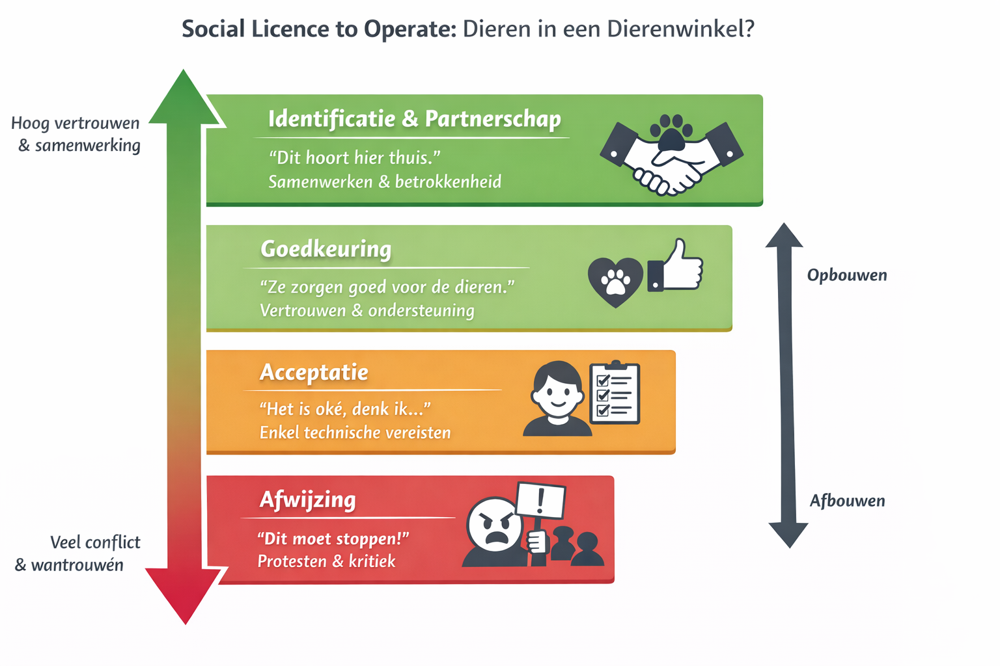 Social Licence to Operate: Dieren in een Dierenwinkel?
Hoog vertrouwen
& samenwerking
Identificatie & Partnerschap
“Dit hoort hier thuis.”
Samenwerken & betrokkenheid
Goedkeuring
“Ze zorgen goed voor de dieren.”
Vertrouwen & ondersteuning
Opbouwen
Acceptatie
“Het is oké, denk ik...”
Enkel technische vereisten
Afwijzing
“Dit moet stoppen!”
Protesten & kritiek
!
Afbouwen
Veel conflict
& wantrouwén